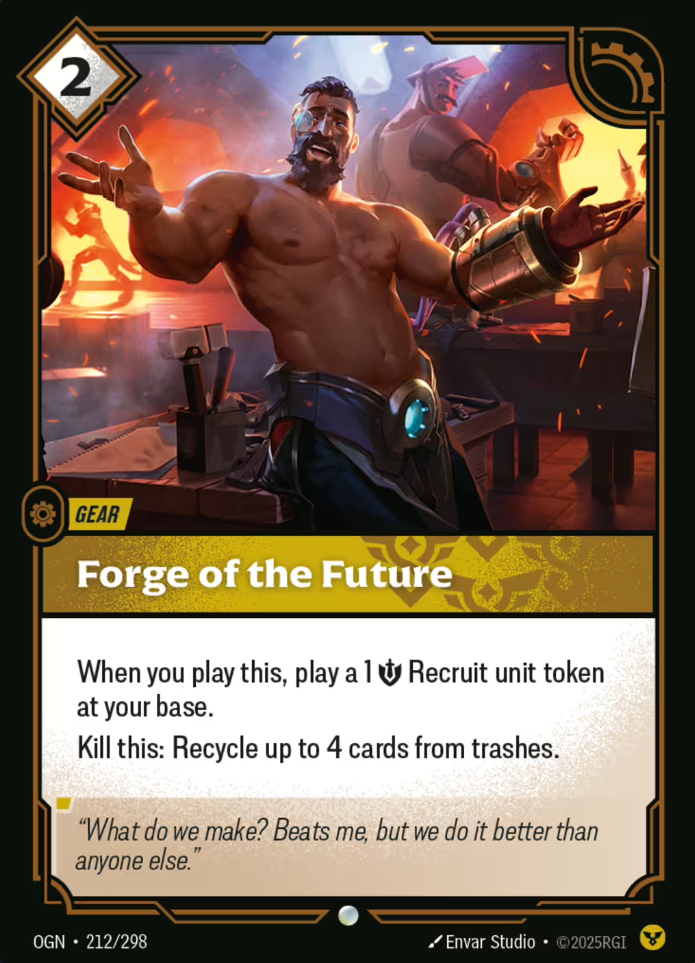 2
GEAR
Forge of the Future
When you play this, play a 1 Recruit unit token
at your base.
Kill this: Recycle up to 4 cards from trashes.
“What do we make? Beats me, but we do it better than
anyone else.”
OGN • 212/298
Envar Studio • ©2025RGI